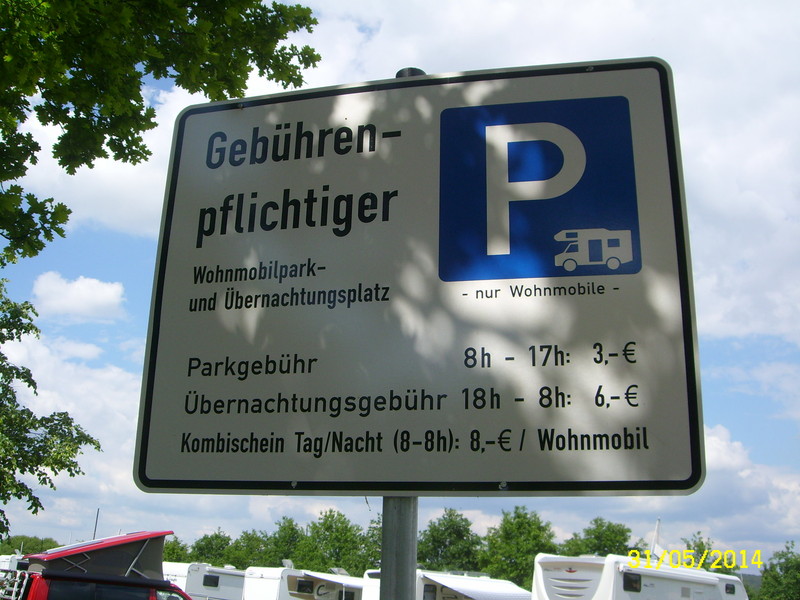 Gebühren-
pflichtiger
Wohnmobilpark-
und Übernachtungsplatz
P
- nur Wohnmobile -
Parkgebühr 8h - 17h: 3,-€
Übernachtungsgebühr 18h - 8h: 6,-€
Kombischein Tag/Nacht (8-8h): 8,-€ / Wohnmobil
31/05/2014